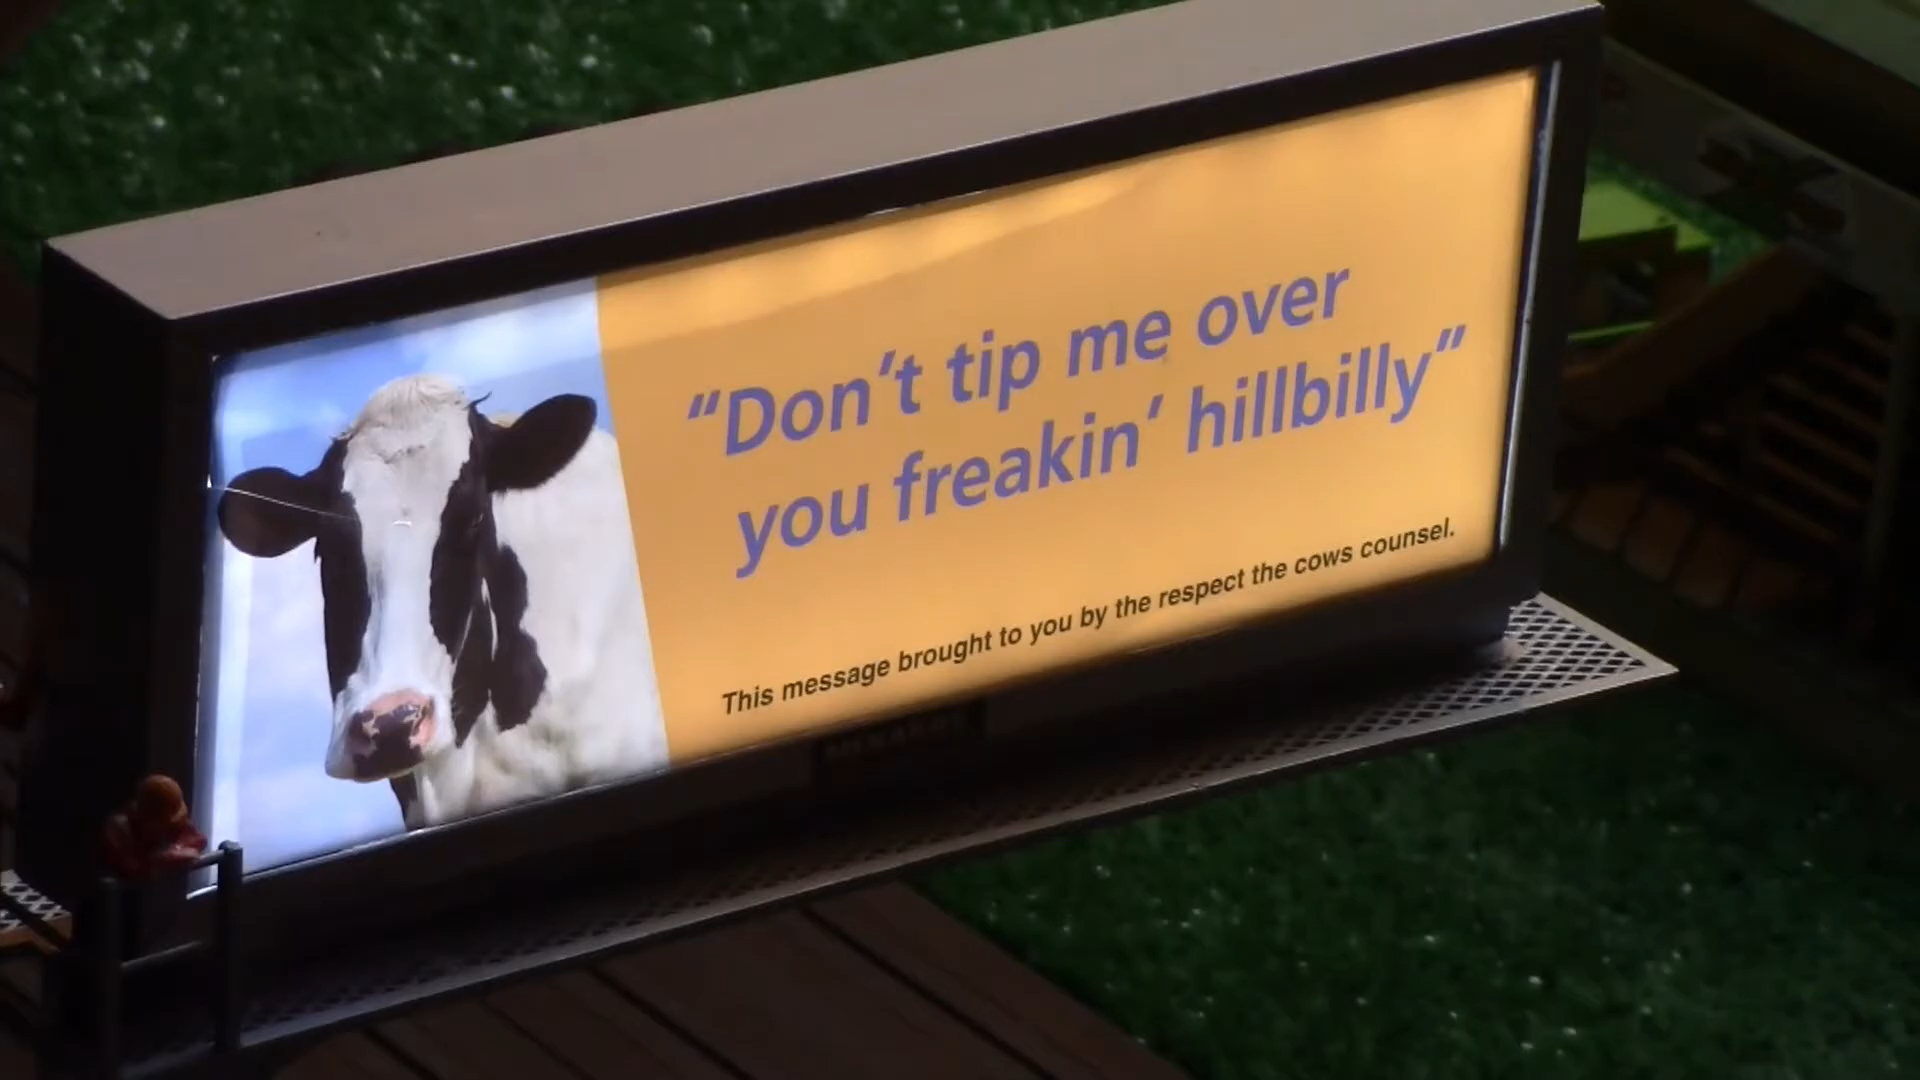 “Don’t tip me over
you freakin’ hillbilly”
This message brought to you by the respect the cows counsel.